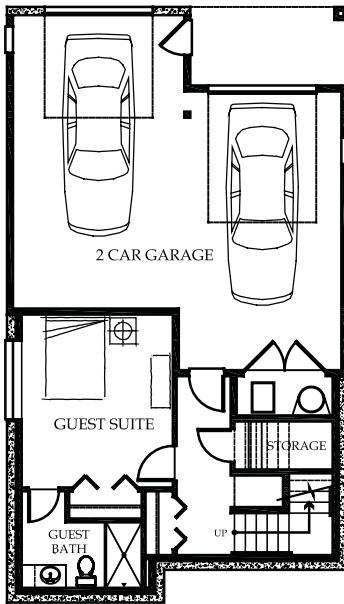 2 CAR GARAGE
GUEST SUITE
STORAGE
GUEST
BATH
UP